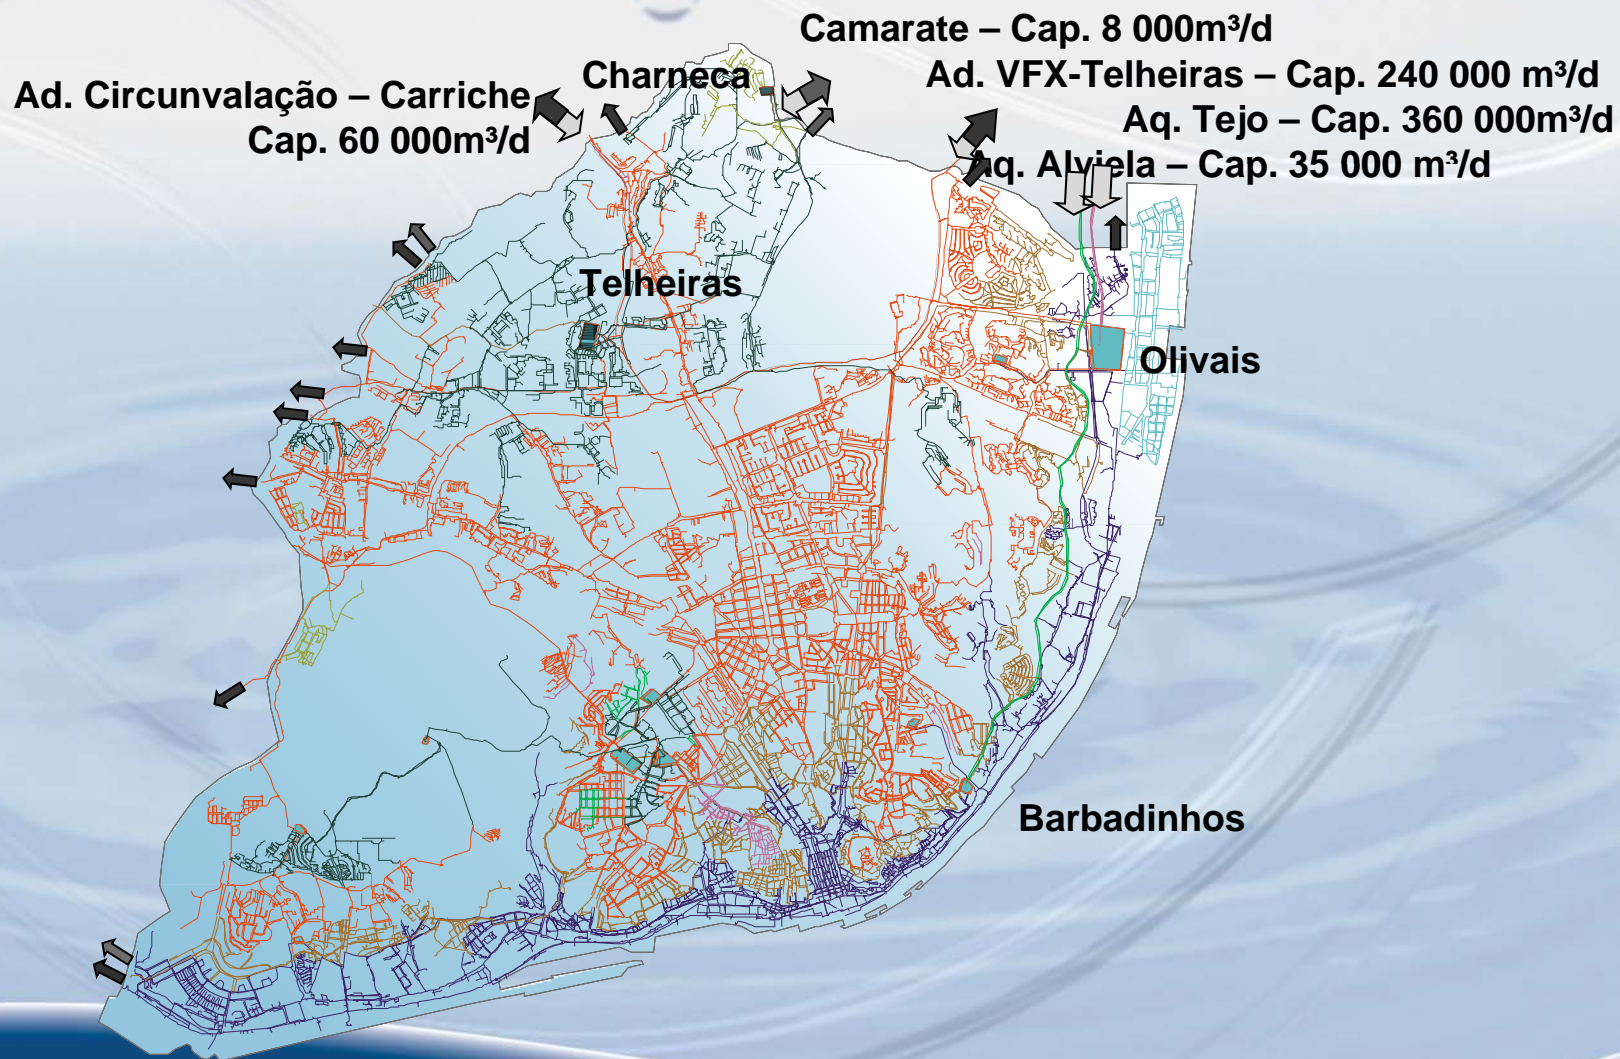 Camarate – Cap. 8 000m³/d
Charneca
Ad. VFX-Telheiras – Cap. 240 000 m³/d
Ad. Circunvalação – Carriche
Cap. 60 000m³/d
Aq. Tejo – Cap. 360 000m³/d
Aq. Alviela – Cap. 35 000 m³/d
Telheiras
Olivais
Barbadinhos